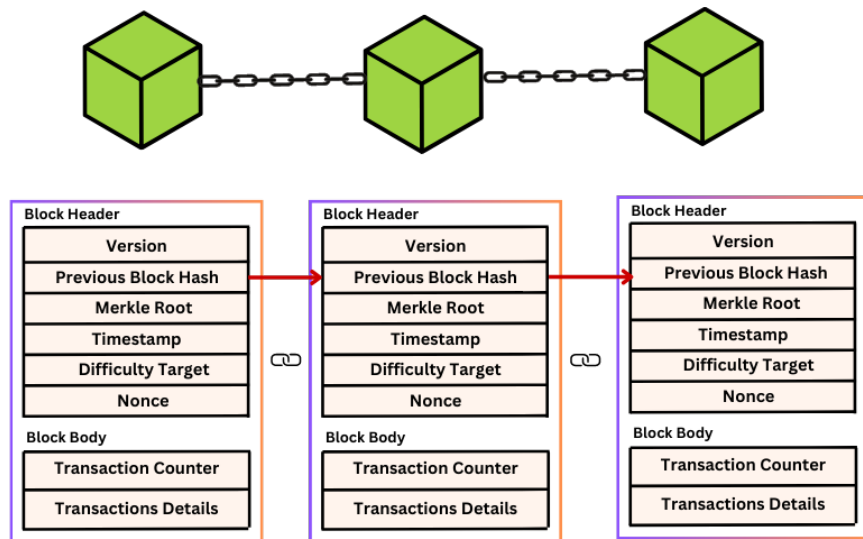 Block Header
Version
Previous Block Hash
Merkle Root
Timestamp
Difficulty Target
Nonce
Block Body
Transaction Counter
Transactions Details
Block Header
Version
Previous Block Hash
Merkle Root
Timestamp
Difficulty Target
Nonce
Block Body
Transaction Counter
Transactions Details
Block Header
Version
Previous Block Hash
Merkle Root
Timestamp
Difficulty Target
Nonce
Block Body
Transaction Counter
Transactions Details